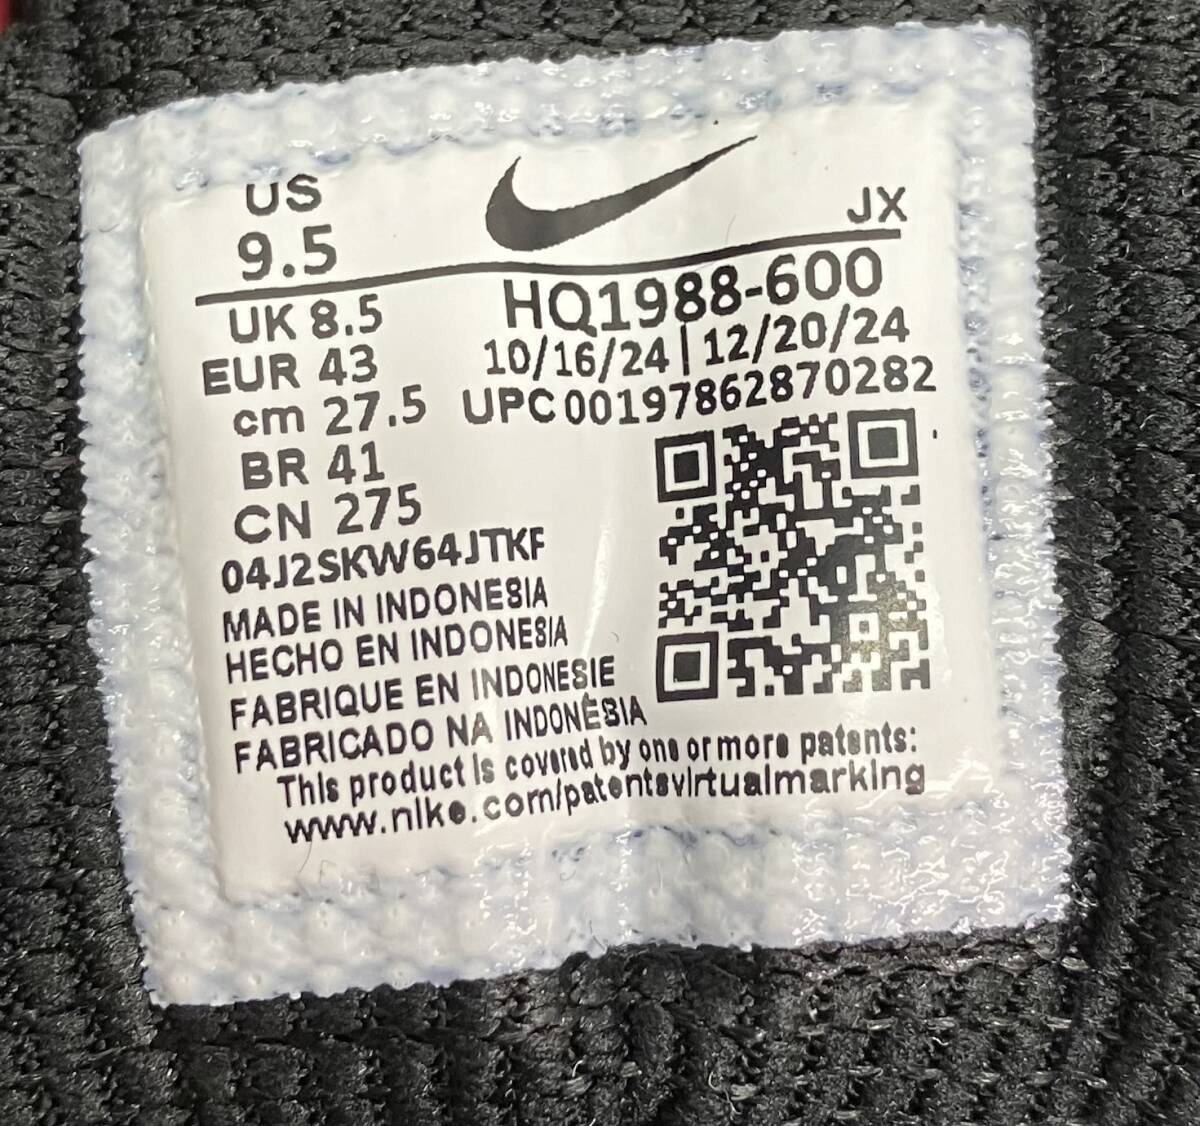 US
JX
9.5
UK 8.5
HQ1988-600
EUR 43
10/16/24 | 12/20/24
cm 27.5
UPC 00197862870282
BR 41
CN 275
04J2SKW64JTKF
MADE IN INDONESIA
HECHO EN INDONESIA
FABRIQUE EN INDONESIE
FABRICADO NA INDONÉSIA
This product is covered by one or more patents:
www.nike.com/patentsvirtualmarking